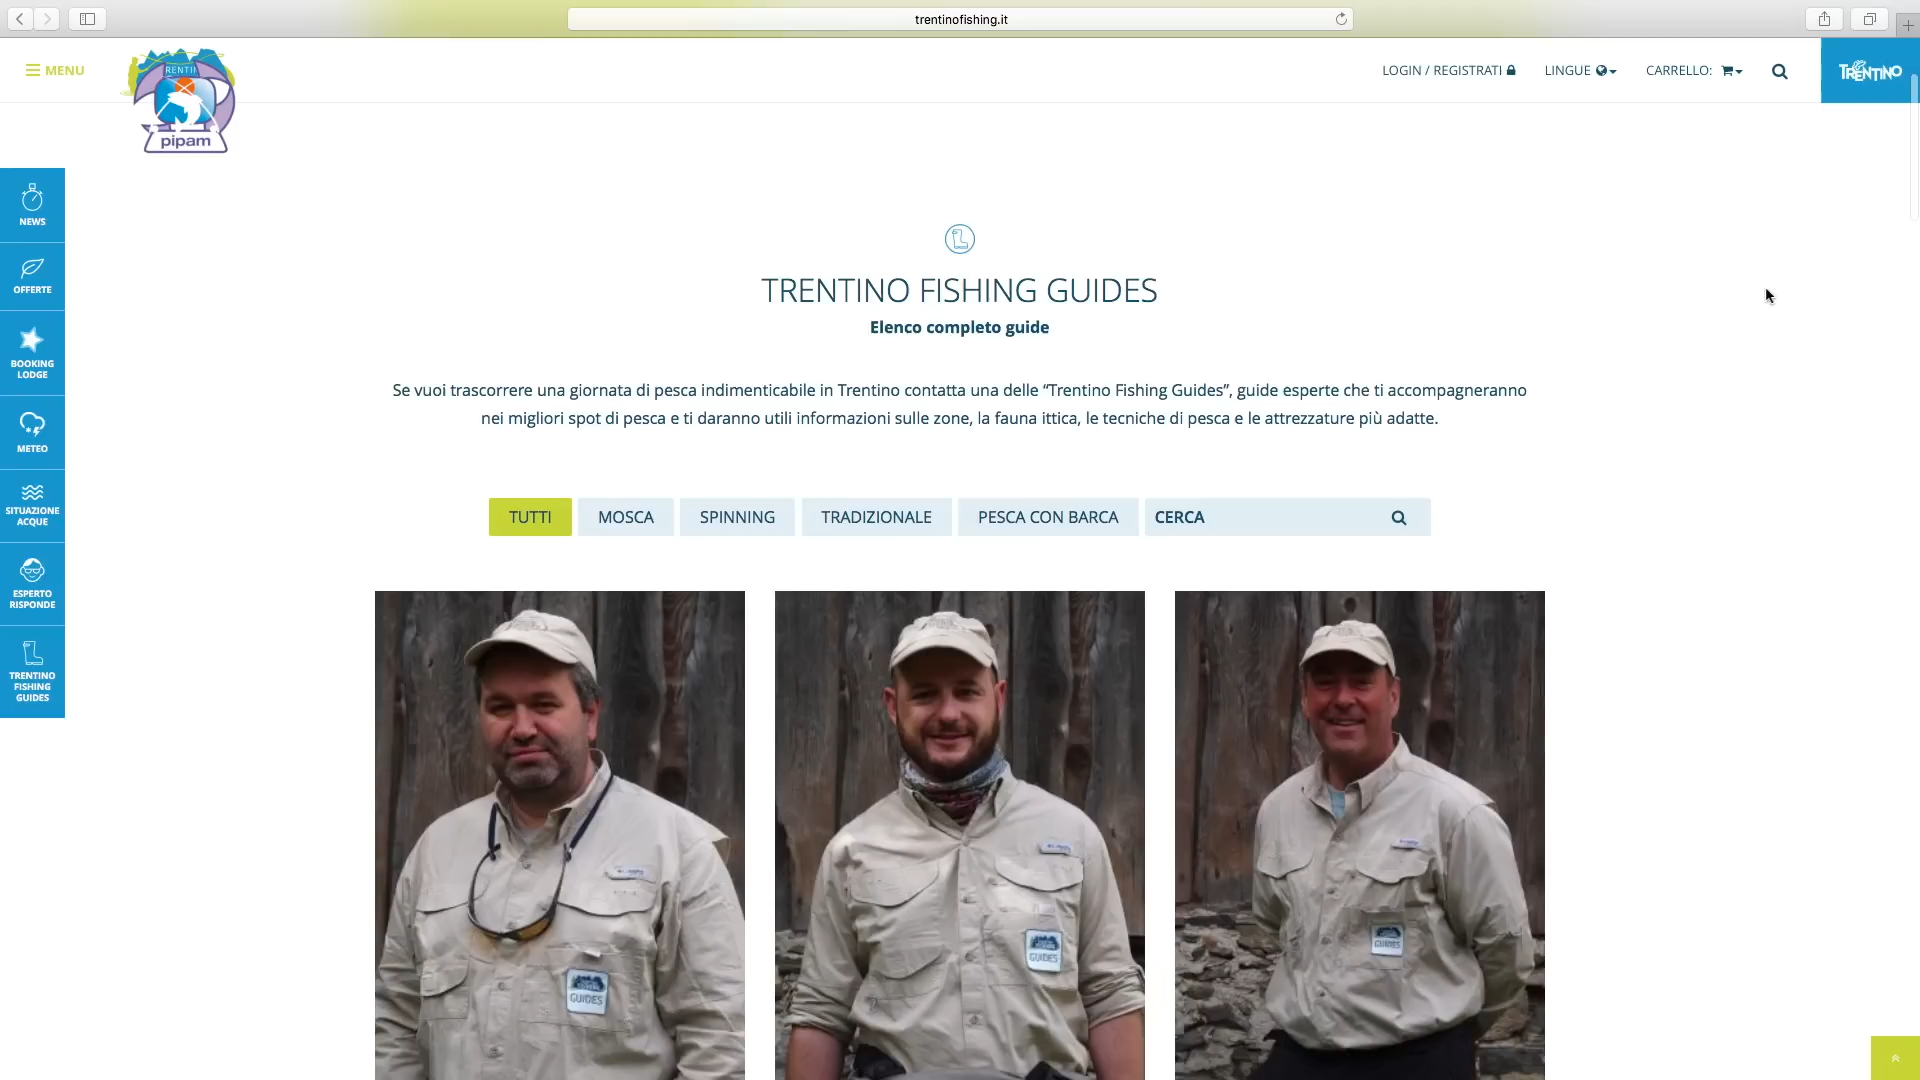 trentinofishing.it
MENU
RENTI
pipam
LOGIN / REGISTRATI
LINGUE
CARRELLO:
TRENTINO
NEWS
OFFERTE
BOOKING
LODGE
METEO
SITUAZIONE
ACQUE
ESPERTO
RISPONDE
TRENTINO
FISHING
GUIDES
TRENTINO FISHING GUIDES
Elenco completo guide
Se vuoi trascorrere una giornata di pesca indimenticabile in Trentino contatta una delle “Trentino Fishing Guides”, guide esperte che ti accompagneranno
nei migliori spot di pesca e ti daranno utili informazioni sulle zone, la fauna ittica, le tecniche di pesca e le attrezzature più adatte.
TUTTI MOSCA SPINNING TRADIZIONALE PESCA CON BARCA CERCA
GUIDES
GUIDES
GUIDES